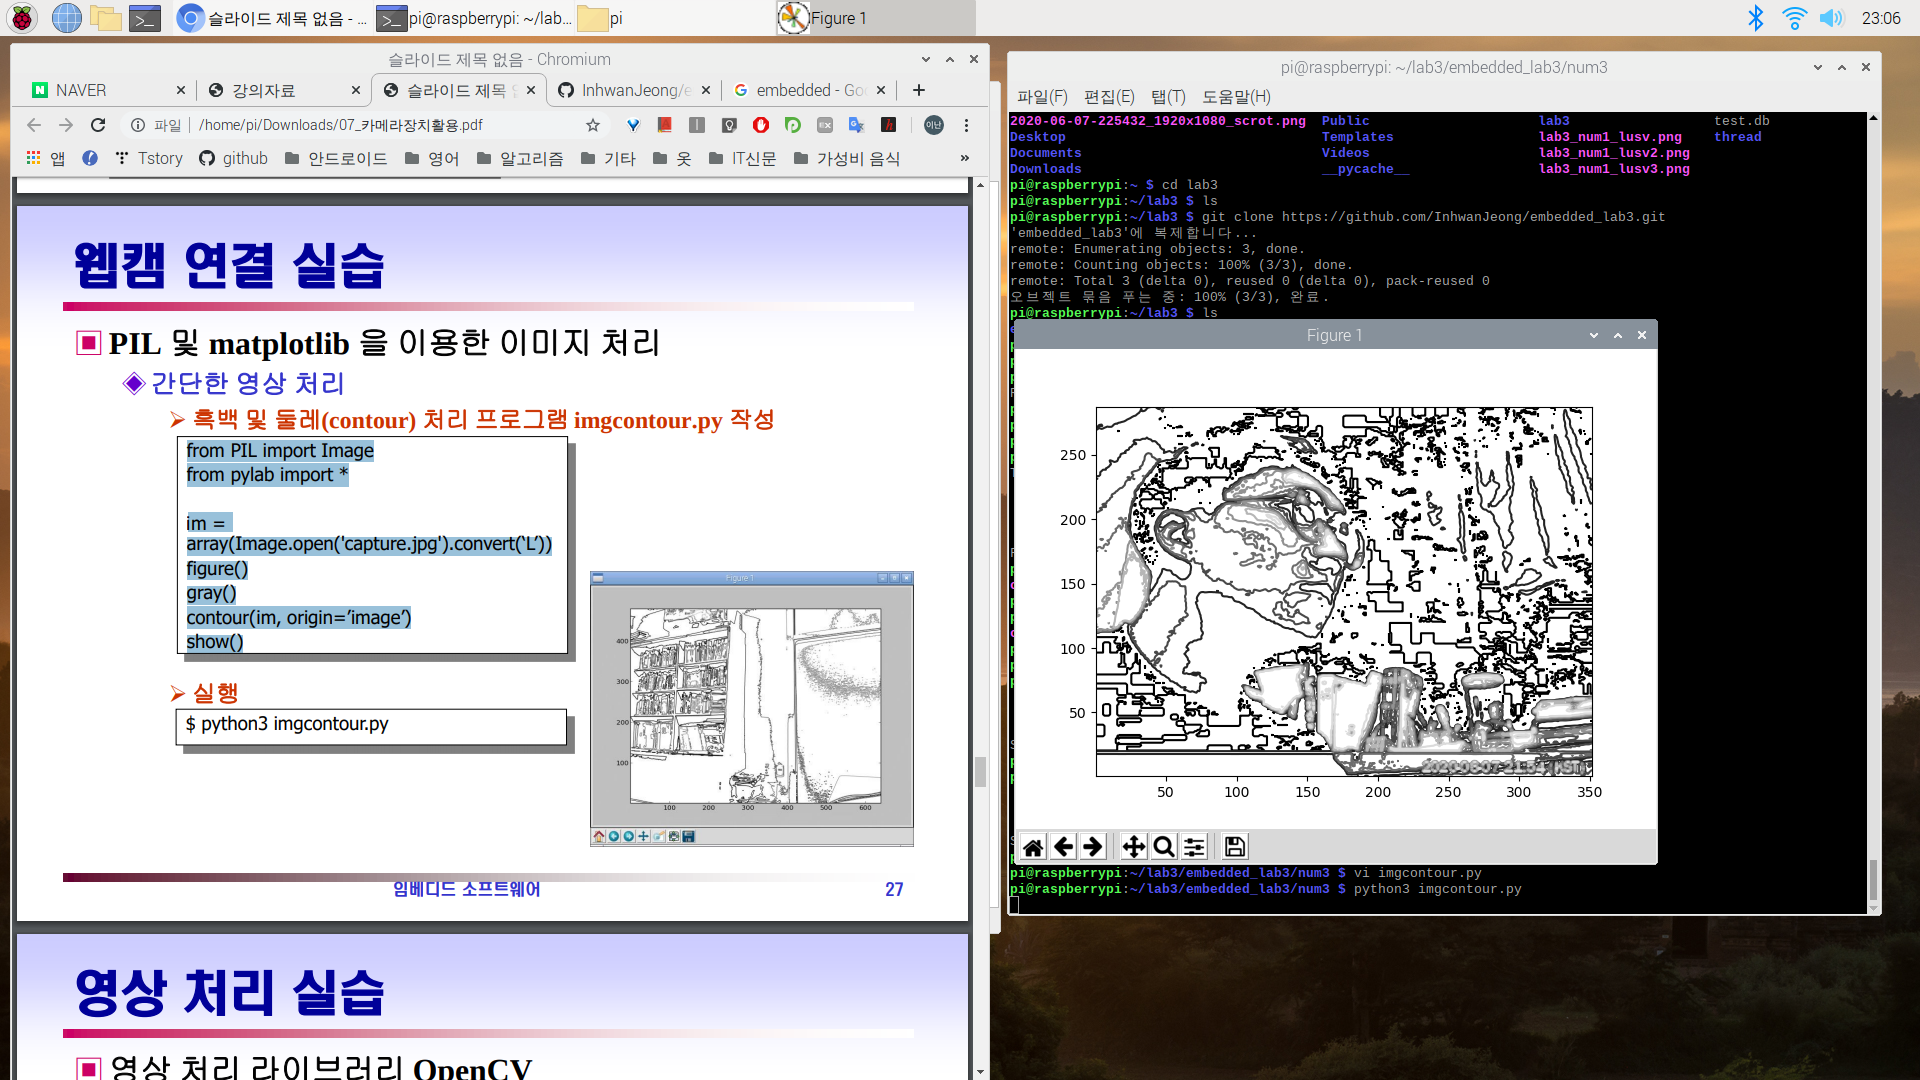 슬라이드 제목 없음 - ...
pi@raspberrypi: ~/lab...
pi
Figure 1
23:06
슬라이드 제목 없음 - Chromium
NAVER
강의자료
슬라이드 제목
InhwanJeong/e
embedded - Goo
파일
/home/pi/Downloads/07_카메라장치활용.pdf
이난
앱
Tstory
github
안드로이드
영어
알고리즘
기타
옷
IT신문
가성비 음식
»
웹캠 연결 실습
PIL 및 matplotlib 을 이용한 이미지 처리
간단한 영상 처리
흑백 및 둘레(contour) 처리 프로그램 imgcontour.py 작성
from PIL import Image
from pylab import *
im =
array(Image.open('capture.jpg').convert('L'))
figure()
gray()
contour(im, origin='image')
show()
실행
$ python3 imgcontour.py
Figure 1
400
300
200
100
100 200 300 400 500 600
임베디드 소프트웨어
27
영상 처리 실습
영상 처리 라이브러리 OpenCV
pi@raspberrypi: ~/lab3/embedded_lab3/num3
파일(F) 편집(E) 탭(T) 도움말(H)
2020-06-07-225432_1920x1080_scrot.png Public lab3 test.db
Desktop Templates lab3_num1_lusv.png thread
Documents Videos lab3_num1_lusv2.png
Downloads __pycache__ lab3_num1_lusv3.png
pi@raspberrypi:~ $ cd lab3
pi@raspberrypi:~/lab3 $ ls
pi@raspberrypi:~/lab3 $ git clone https://github.com/InhwanJeong/embedded_lab3.git
'embedded_lab3'에 복제합니다...
remote: Enumerating objects: 3, done.
remote: Counting objects: 100% (3/3), done.
remote: Total 3 (delta 0), reused 0 (delta 0), pack-reused 0
오브젝트 묶음 푸는 중: 100% (3/3), 완료.
pi@raspberrypi:~/lab3 $ ls
Figure 1
250
200
150
100
50
50 100 150 200 250 300 350
pi@raspberrypi:~/lab3/embedded_lab3/num3 $ vi imgcontour.py
pi@raspberrypi:~/lab3/embedded_lab3/num3 $ python3 imgcontour.py